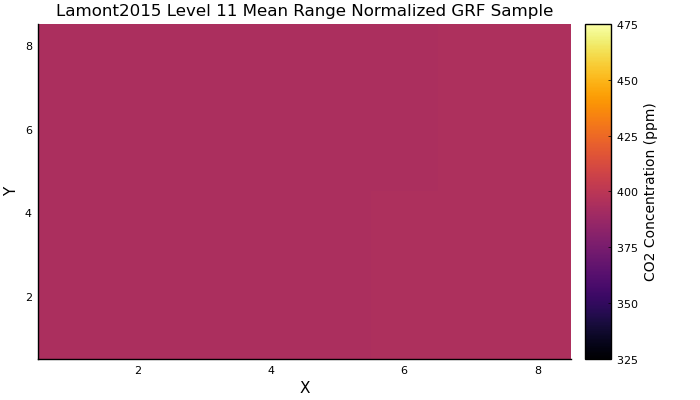 Lamont2015 Level 11 Mean Range Normalized GRF Sample
8
6
4
2
Y
2 4 6 8
X
475
450
425
400
375
350
325
CO2 Concentration (ppm)